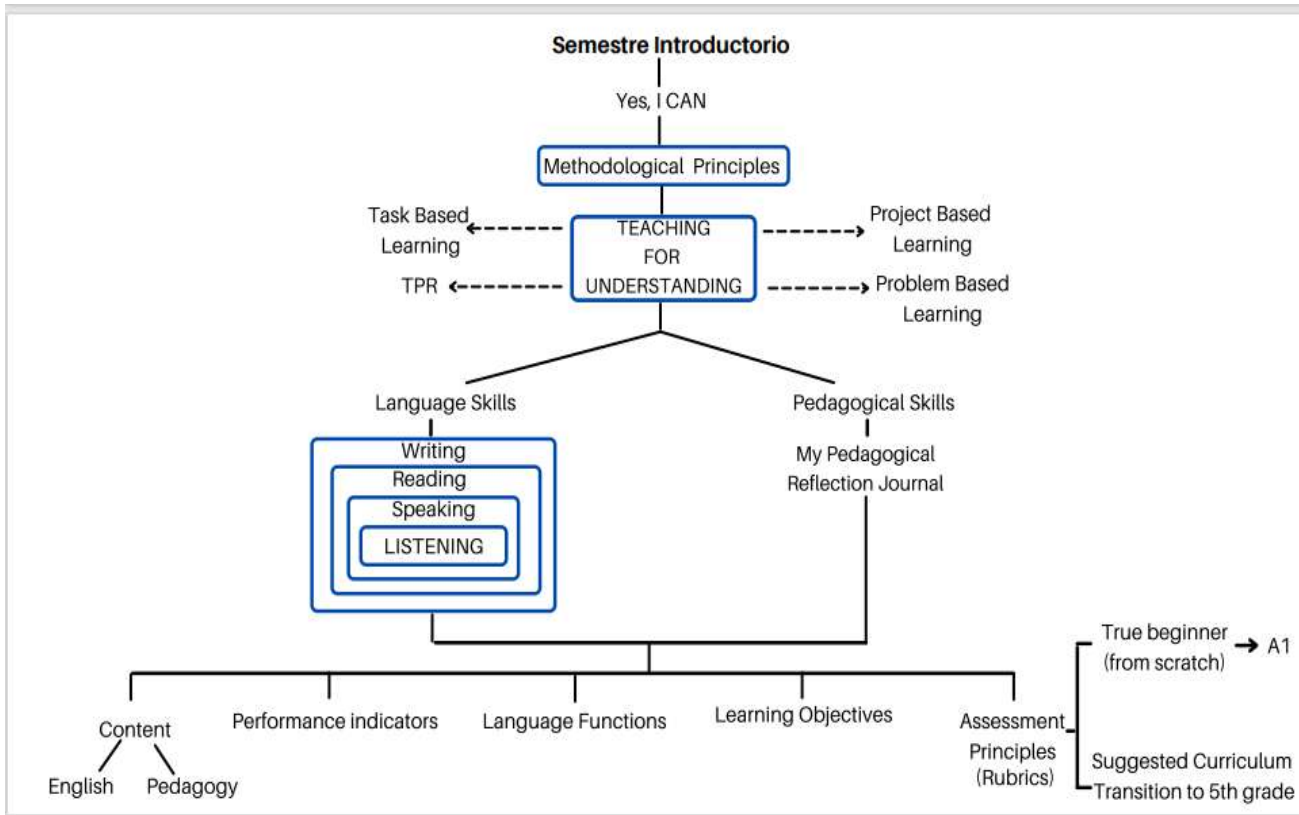 Semestre Introductorio
Yes, I CAN
Methodological Principles
Task Based
Learning
TPR
TEACHING
FOR
UNDERSTANDING
Project Based
Learning
Problem Based
Learning
Language Skills
Writing
Reading
Speaking
LISTENING
Pedagogical Skills
My Pedagogical
Reflection Journal
Content
English
Pedagogy
Performance indicators
Language Functions
Learning Objectives
Assessment
Principles
(Rubrics)
True beginner
(from scratch)
A1
Suggested Curriculum
Transition to 5th grade